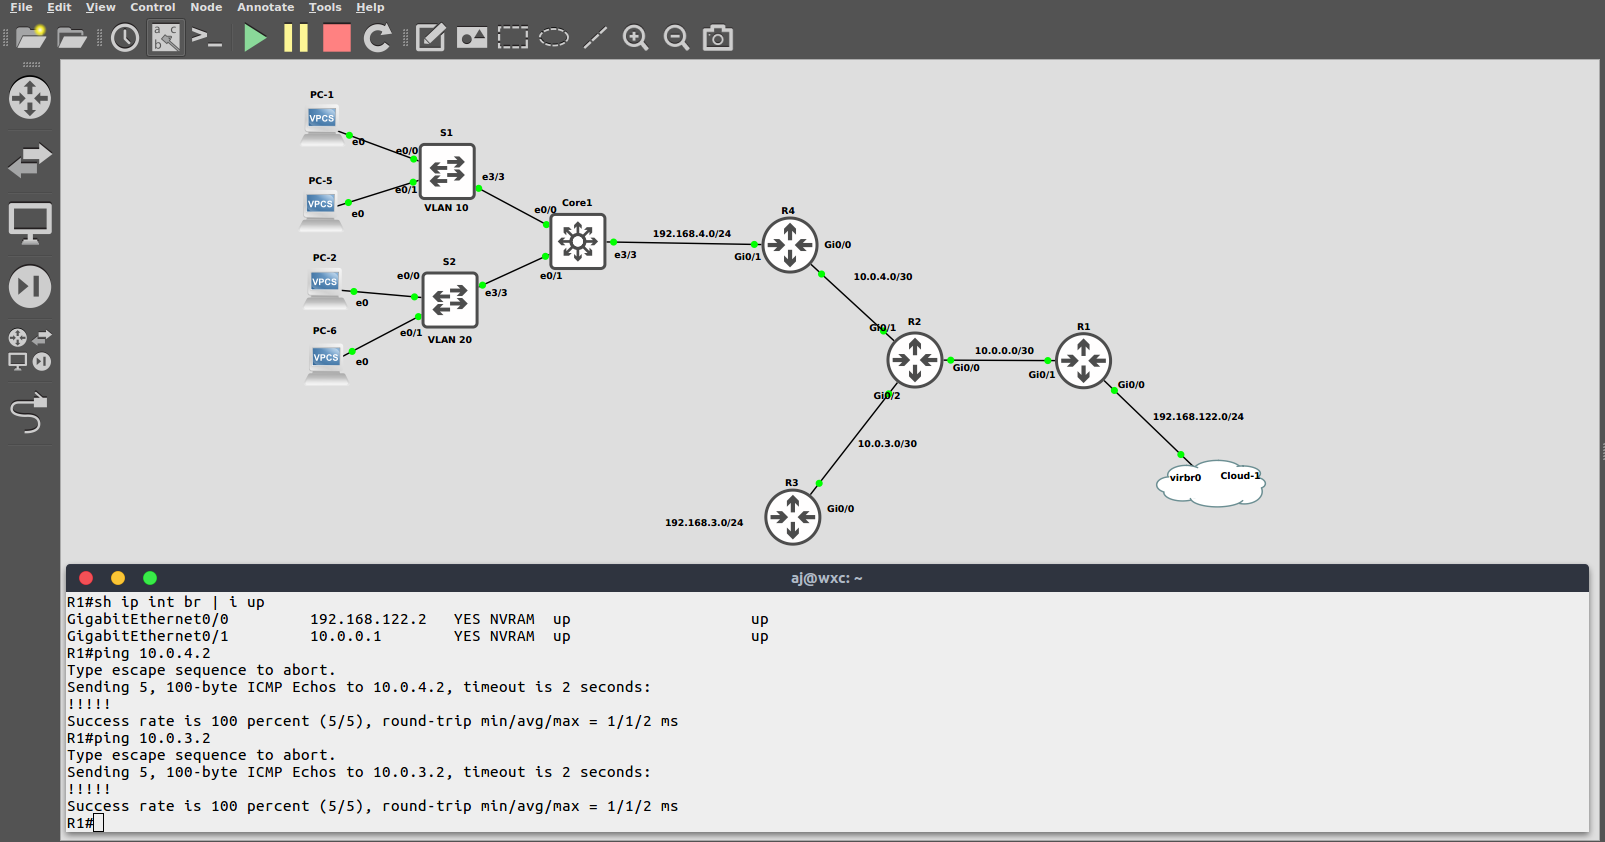 File Edit View Control Node Annotate Tools Help
a c
b
>_
PC-1
VPCS
e0
S1
e0/0
e3/3
PC-5
VPCS
e0/1
e0
VLAN 10
Core1
e0/0
192.168.4.0/24
R4
Gi0/0
e3/3
Gi0/1
PC-2
S2
e0/0
e0/1
VPCS
10.0.4.0/30
e3/3
e0
PC-6
e0/1
VLAN 20
VPCS
e0
Gi0/1
R2
R1
10.0.0.0/30
Gi0/0
Gi0/1
Gi0/0
Gi0/2
192.168.122.0/24
10.0.3.0/30
virbr0
Cloud-1
R3
Gi0/0
192.168.3.0/24
aj@wxc: ~
R1#sh ip int br | i up
GigabitEthernet0/0 192.168.122.2 YES NVRAM up up
GigabitEthernet0/1 10.0.0.1 YES NVRAM up up
R1#ping 10.0.4.2
Type escape sequence to abort.
Sending 5, 100-byte ICMP Echos to 10.0.4.2, timeout is 2 seconds:
!!!!!
Success rate is 100 percent (5/5), round-trip min/avg/max = 1/1/2 ms
R1#ping 10.0.3.2
Type escape sequence to abort.
Sending 5, 100-byte ICMP Echos to 10.0.3.2, timeout is 2 seconds:
!!!!!
Success rate is 100 percent (5/5), round-trip min/avg/max = 1/1/2 ms
R1#